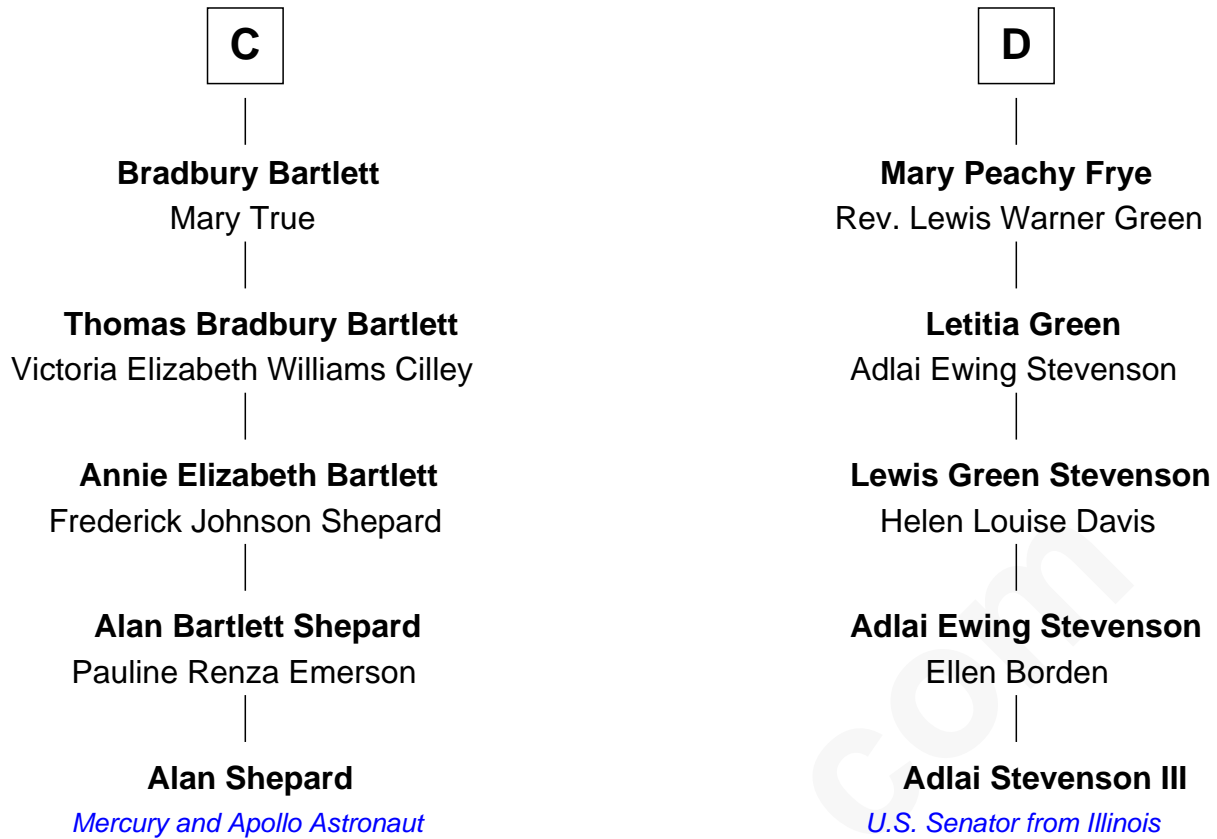 C
Bradbury Bartlett
Mary True
Thomas Bradbury Bartlett
Victoria Elizabeth Williams Cilley
Annie Elizabeth Bartlett
Frederick Johnson Shepard
Alan Bartlett Shepard
Pauline Renza Emerson
Alan Shepard
Mercury and Apollo Astronaut
D
Mary Peachy Frye
Rev. Lewis Warner Green
Letitia Green
Adlai Ewing Stevenson
Lewis Green Stevenson
Helen Louise Davis
Adlai Ewing Stevenson
Ellen Borden
Adlai Stevenson III
U.S. Senator from Illinois
com